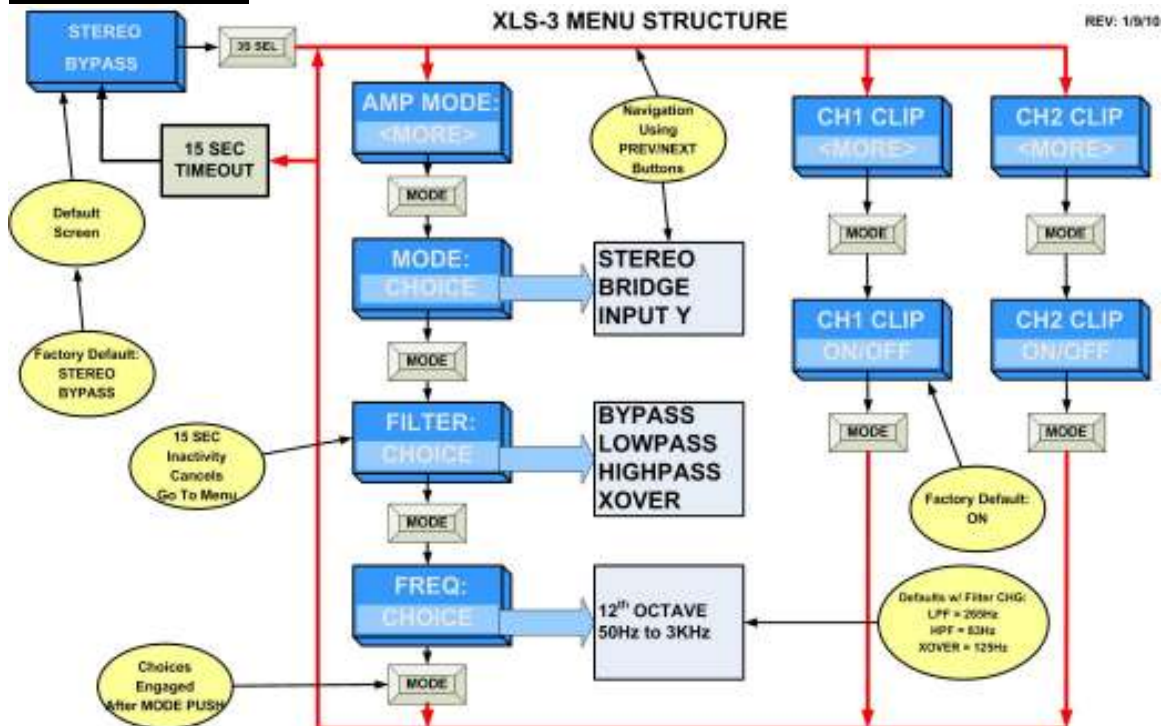 XLS-3 MENU STRUCTURE
REV: 1/9/10
STEREO
BYPASS
15 SEC
TIMEOUT
Default
Screen
Factory Default:
STEREO
BYPASS
AMP MODE:
<MORE>
MODE
MODE:
CHOICE
STEREO
BRIDGE
INPUT Y
MODE
15 SEC
Inactivity
Cancels
Go To Menu
FILTER:
CHOICE
BYPASS
LOWPASS
HIGHPASS
XOVER
MODE
FREQ:
CHOICE
12th OCTAVE
50Hz to 3KHz
MODE
Choices
Engaged
After MODE PUSH
Navigation
Using
PREV/NEXT
Buttons
CH1 CLIP
<MORE>
MODE
CH1 CLIP
ON/OFF
MODE
CH2 CLIP
<MORE>
MODE
CH2 CLIP
ON/OFF
MODE
Factory Default:
ON
Defaults w/ Filter CHG:
XOVER = 125Hz